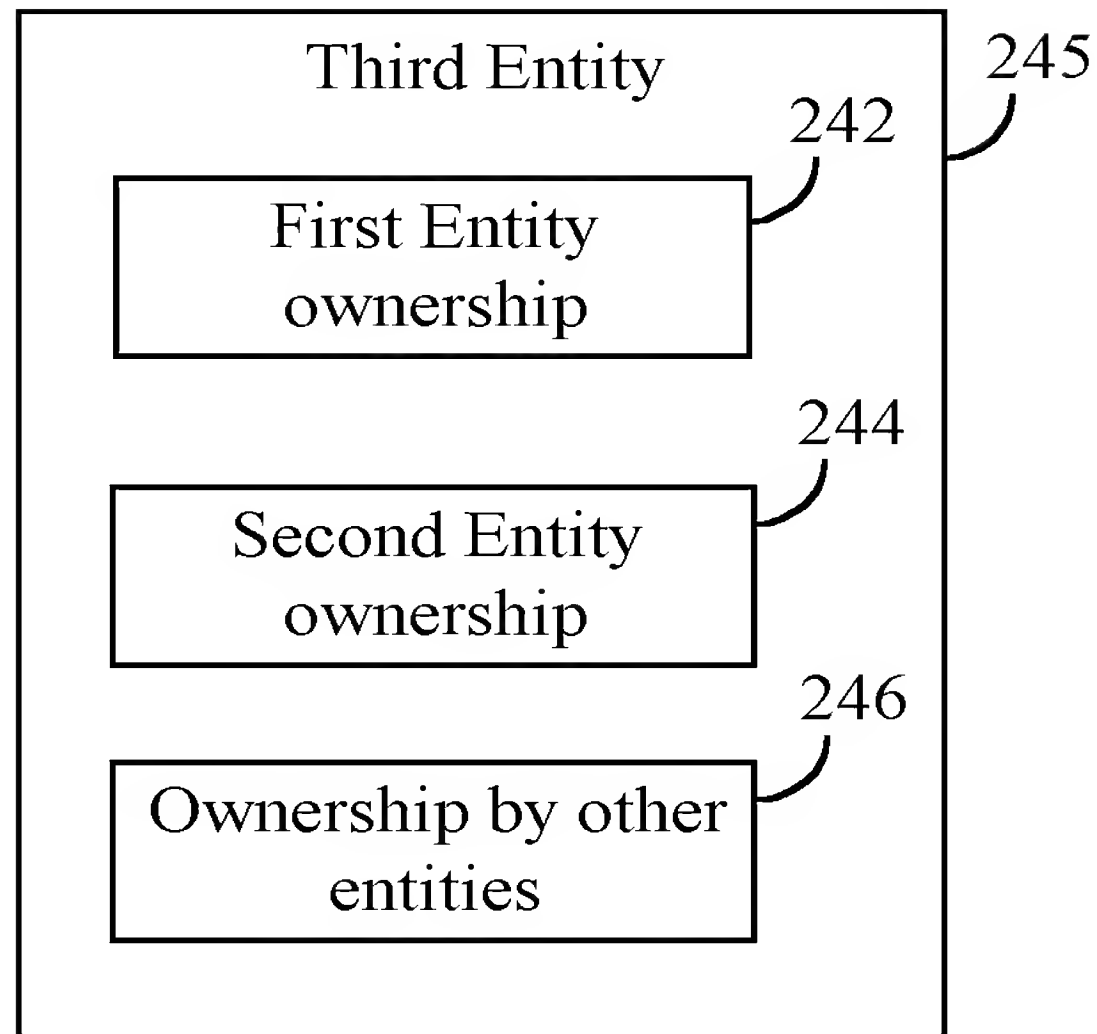 Third Entity
245
242
First Entity
ownership
244
Second Entity
ownership
246
Ownership by other
entities